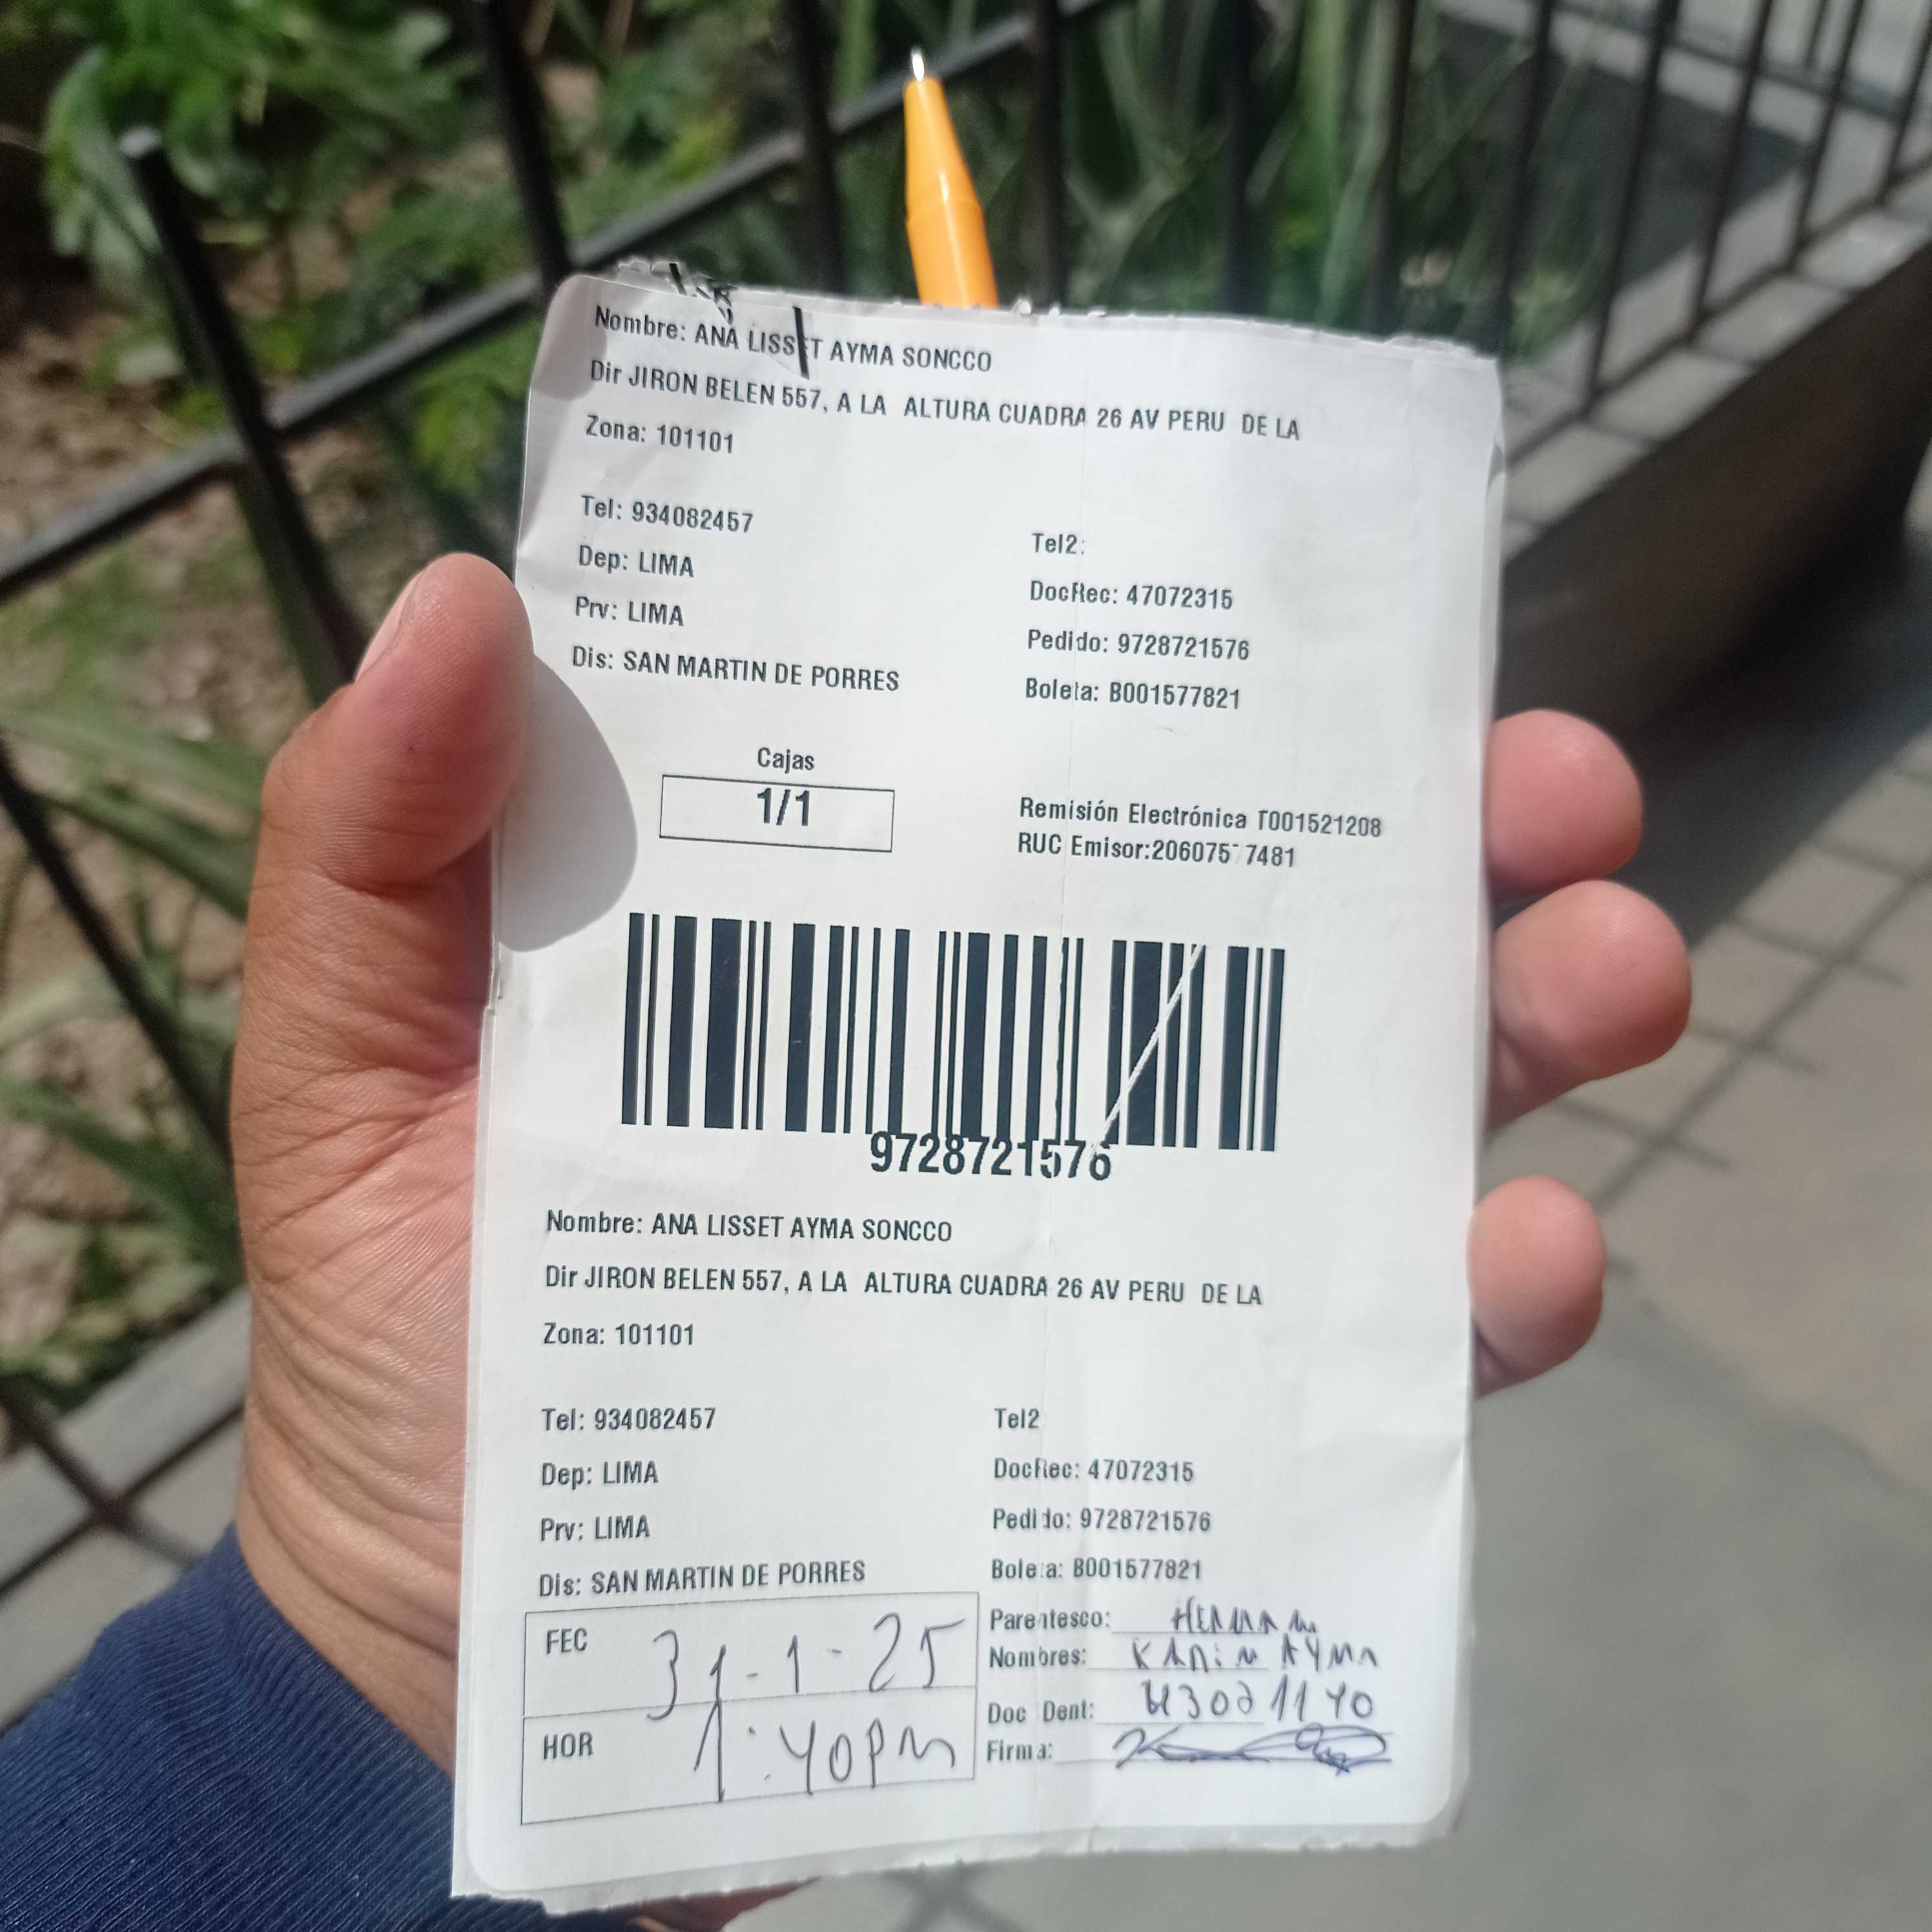 Nombre: ANA LISSET AYMA SONCCO
Dir JIRON BELEN 557, A LA ALTURA CUADRA 26 AV PERU DE LA
Zona: 101101
Tel: 934082457
Tel2:
Dep: LIMA
DocRec: 47072315
Prv: LIMA
Pedido: 9728721576
Dis: SAN MARTIN DE PORRES
Boleta: B001577821
Cajas
1/1
Remisión Electrónica T001521208
RUC Emisor:
9728721576
Nombre: ANA LISSET AYMA SONCCO
Dir JIRON BELEN 557, A LA ALTURA CUADRA 26 AV PERU DE LA
Zona: 101101
Tel: 934082457
Tel2
Dep: LIMA
DocRec: 47072315
Prv: LIMA
Pedido: 9728721576
Dis: SAN MARTIN DE PORRES
Boleta: B001577821
FEC 31-1-25
HOR 1:40PM
Parentesco:
Nombres: KARIN AYMA
Doc Dent:
Firma: